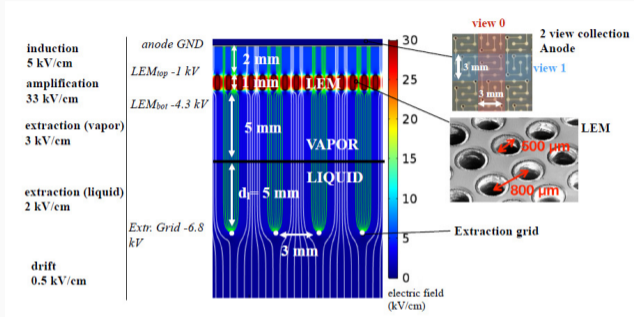 induction
5 kV/cm
amplification
33 kV/cm
extraction (vapor)
3 kV/cm
extraction (liquid)
2 kV/cm
drift
0.5 kV/cm
anode GND
LEMtop -1 kV
LEMbot -4.3 kV
Extr. Grid -6.8
kV
2 mm
1 mm
LEM
5 mm
VAPOR
LIQUID
dl= 5 mm
3 mm
30
25
20
15
10
5
0
electric field
(kV/cm)
view 0
2 view collection
Anode
3 mm
view 1
3 mm
LEM
500 µm
800 µm
Extraction grid